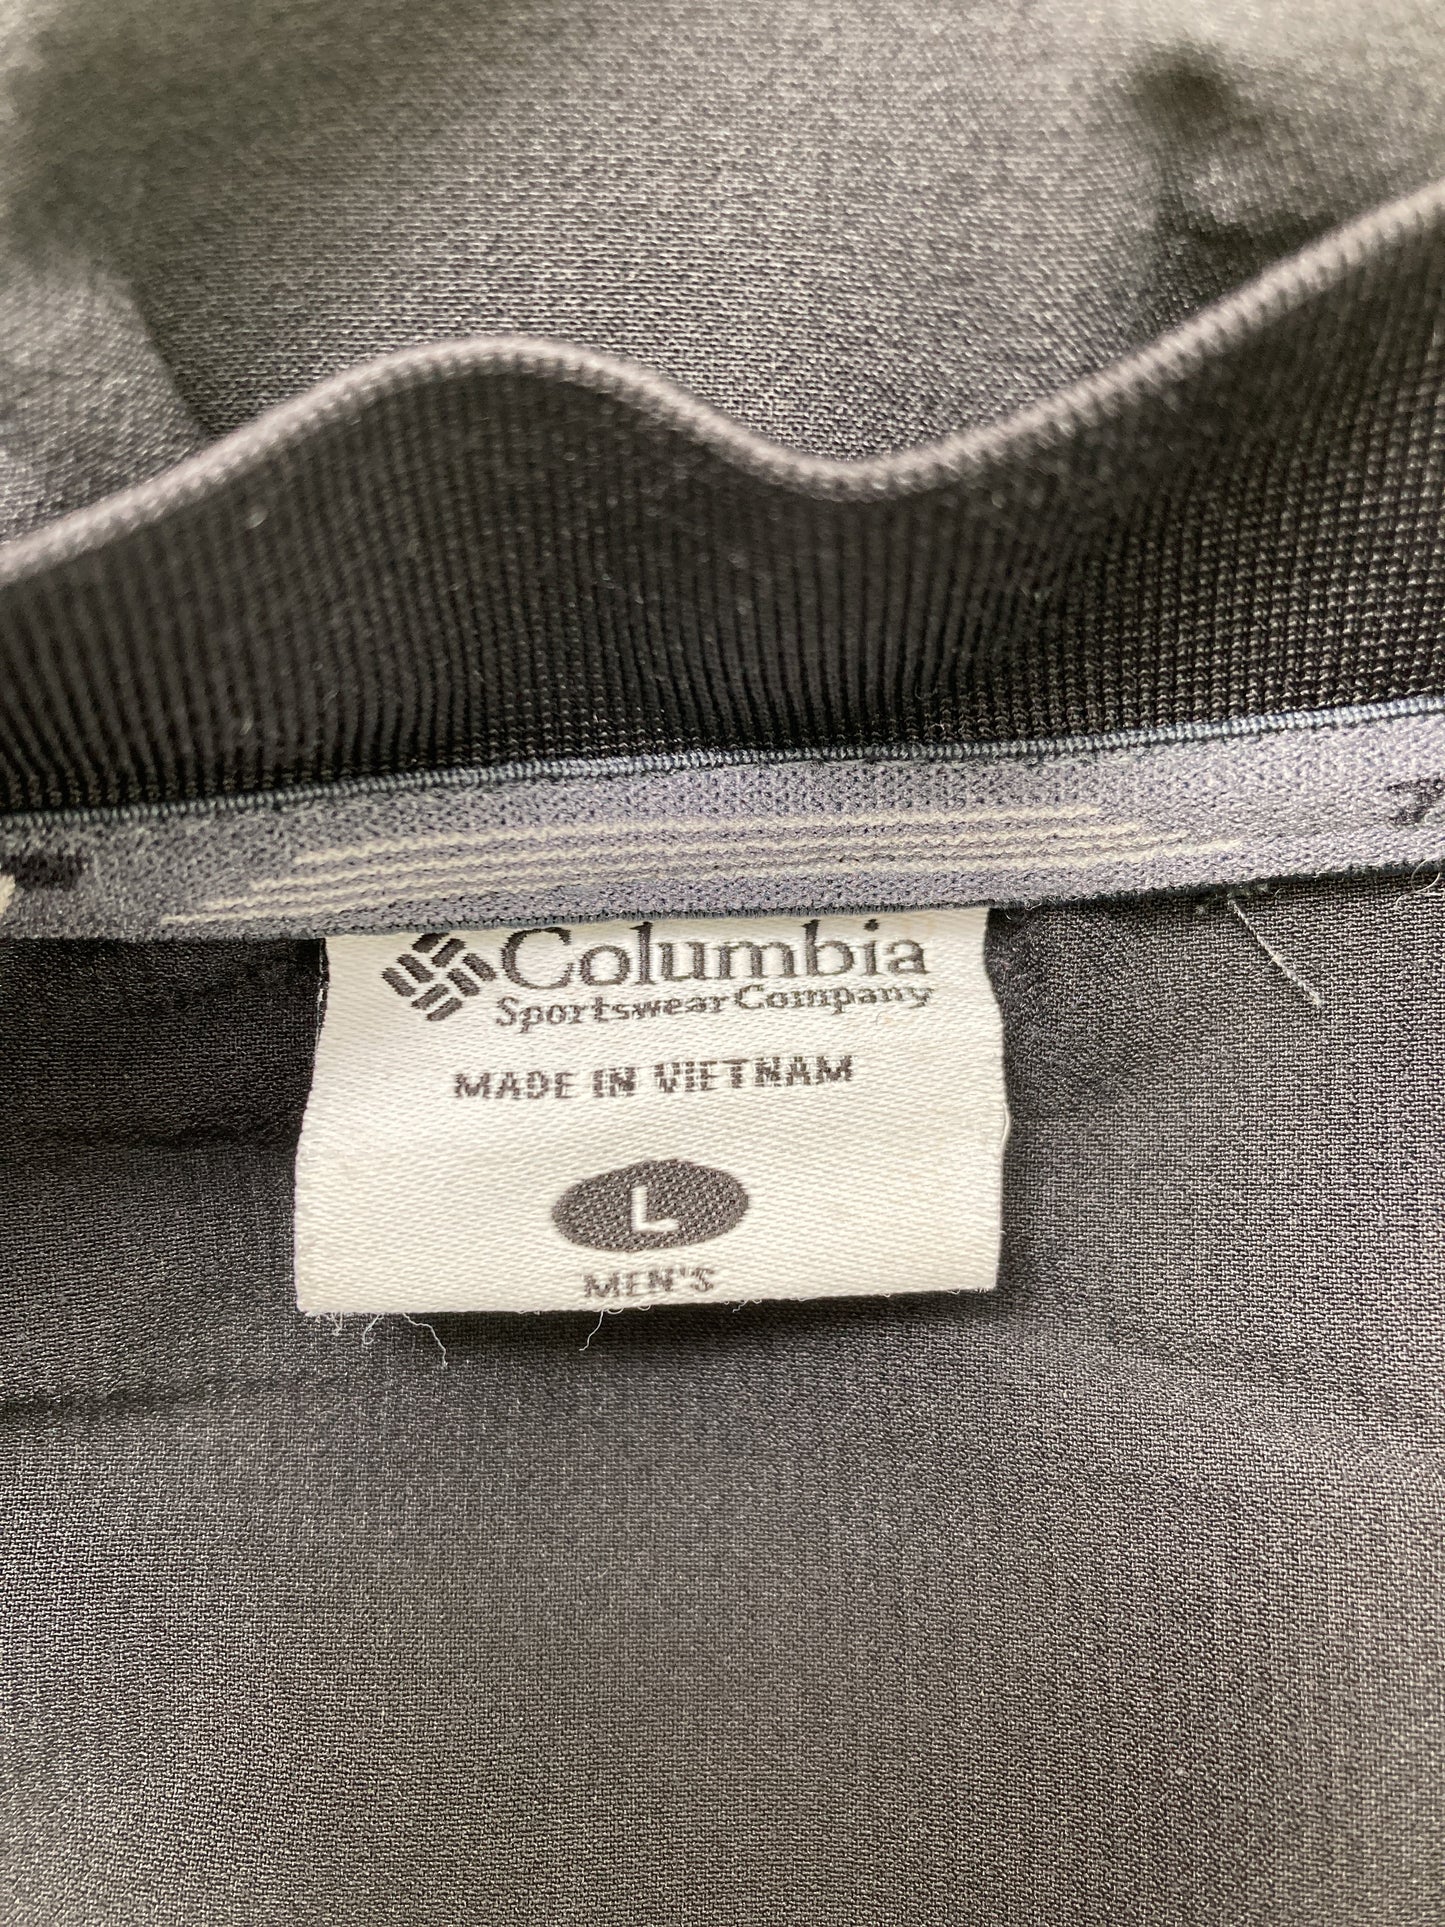 Columbia
Sportswear Company
MADE IN VIETNAM
L
MEN'S